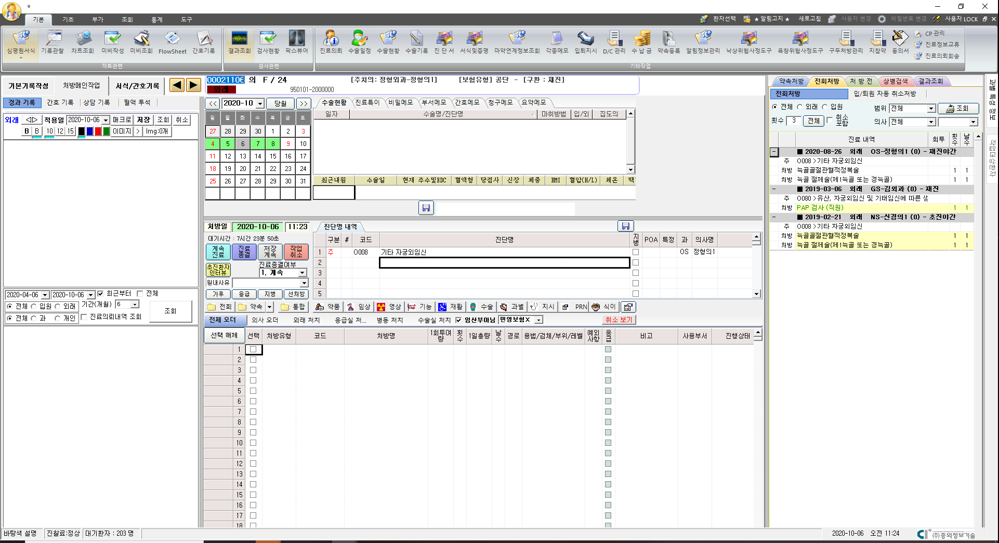 기본 기초 부가 조회 통계 도구
환자선택 ★ 알림고지 ★ 새로고침 사용자 변경 비밀번호 변경 사용자 LOCK
심평원서식 기록관찰 차트조회 미비작성 미비조회 FlowSheet 간호기록
차트관련
결과조회 검사현황 팍스뷰어
검사관련
진료의뢰 수술일정 수술현황 수술기록 진 단 서 서식및증명 마약연계정보조회 각종메모 입퇴지시 D/C 관리 수 납 금 약속등록 알림정보관리 낙상위험사정도구 욕창위험사정도구 구두처방관리 지참약 동의서
CP 관리
진료정보교류
진료의뢰회송
기타작업
기본기록작성 처방메인작업 서식/간호기록
00021106 의 F / 24 [주치의: 정형외과-정형의1] [보험유형] 공단 - [구환 : 재진]
외래 950101-2000000
경과 기록 간호 기록 상담 기록 혈액 투석
외래 ◁▷ 적용일 2020-10-06 매크로 저장 조회 취소
B B 10 12 15 이미지 > Img:0개
<< 2020-10 당월 >>
일 월 화 수 목 금 토
27 28 29 30 1 2 3
4 5 6 7 8 9 10
11 12 13 14 15 16 17
18 19 20 21 22 23 24
25 26 27 28 29 30 31
수술현황 진료특이 비밀메모 부서메모 간호메모 청구메모 요약메모
일자 수술명/진단명 마취방법 입/외 집도의
최근내원 수술일 현재 주수및EDC 혈액형 당검사 신장 체중 BMI 혈압(H/L) 체온 맥
처방일 2020-10-06 11:23
대기시간 : 7시간 23분 50초
계속 진료 진료 종결 저장 계속 작업 취소
초진환자 인터뷰 진료종결여부
1. 계속
원내사유
가루 응급 지병 선처방
진단명 내역
구분 # 코드 진단명 지병 POA 특정 과 의사명
1 주 O008 기타 자궁외임신 OS 정형의1
2
3
4
5
2020-04-06 2020-10-06 최근부터 전체
전체 입원 외래 기간(개월) 6
전체 과 개인 진료의뢰내역 조회
조회
전회 약속 통합 약품 임상 영상 기능 재활 수술 과별 지시 PRN 식이
전체 오더 의사 오더 외래 처치 응급실 처... 병동 처치 수술실 처치 임산부아님 민영보험X 취소 보기
선택 해제 선택 처방유형 코드 처방명 1회투여량 횟수 1일총량 날수 경로 용법/검체/부위/레벨 예외사항 응급 비고 사용부서 진행상태
1
2
3
4
5
6
7
8
9
10
11
12
13
14
15
16
17
18
약속처방 전회처방 처 방 전 상병검색 결과조회
전회처방 입/퇴원 자동 취소처방
전체 외래 입원 범위 전체 조회
횟수 3 전체 취소 포함 의사 전체
진료 내역 회투 횟수 날수
- ■ 2020-08-26 외래 OS-정형의1 (0) - 재진야간
주 O008 >기타 자궁외임신
처방 늑골골절관혈적정복술 1 1
처방 늑골 절제술(제1늑골 또는 경늑골) 1 1
- ■ 2019-03-06 외래 GS-김외과 (0) - 재진
주 O080 >유산, 자궁외임신 및 기태임신에 따른 생
처방 PAP 검사 (직원) 1 1
- ■ 2019-02-21 외래 NS-신경의1 (0) - 초진야간
주 O008 >기타 자궁외임신
처방 늑골골절관혈적정복술 1 1
처방 늑골 절제술(제1늑골 또는 경늑골) 1 1
과별 특성 정보
작업대상환자
바탕색 설명 진찰료:정상 대기환자 : 203 명
2020-10-06 오전 11:24 (주)중외정보기술